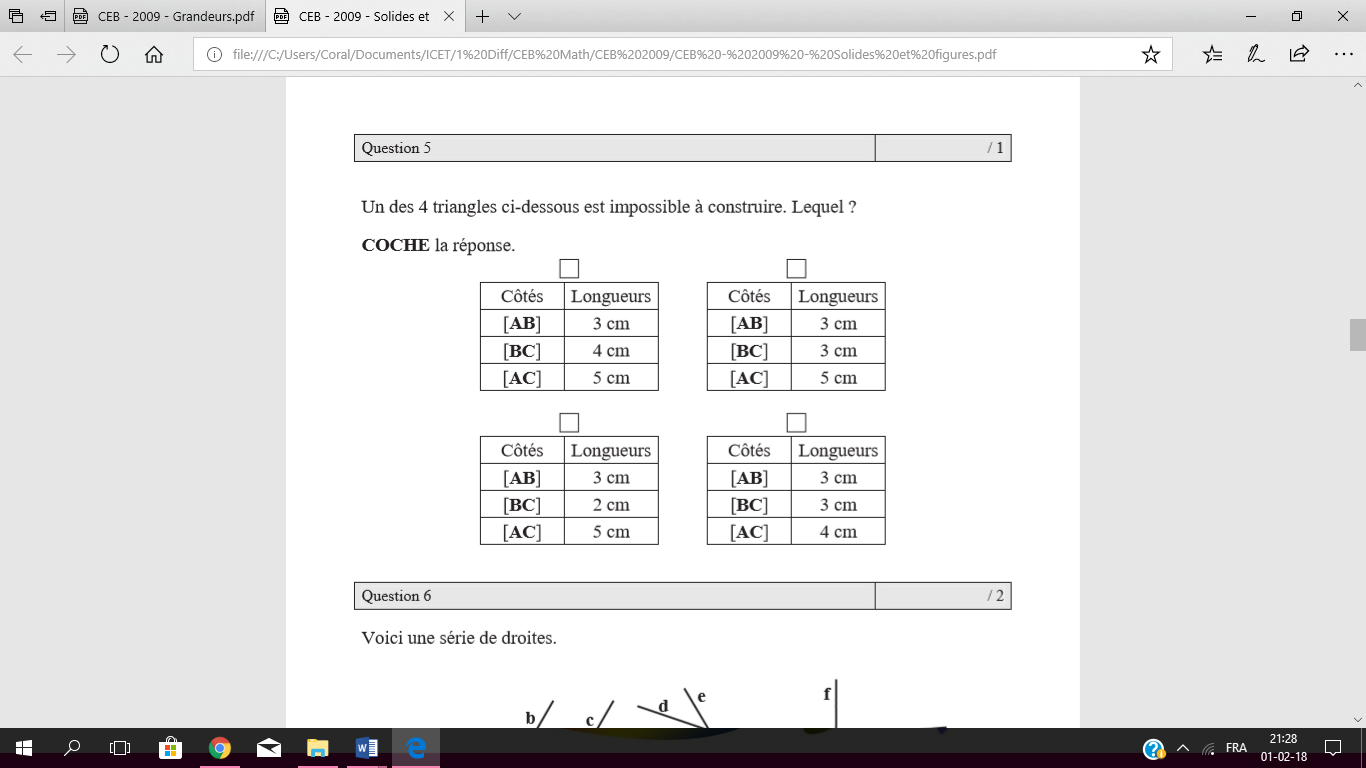 CEB - 2009 - Grandeurs.pdf
CEB - 2009 - Solides et
file:///C:/Users/Coral/Documents/ICET/1%20Diff/CEB%20Math/CEB%202009/CEB%20-%202009%20-%20Solides%20et%20figures.pdf
Question 5 / 1
Un des 4 triangles ci-dessous est impossible à construire. Lequel ?
COCHE la réponse.
Côtés Longueurs Côtés Longueurs
[AB] 3 cm [AB] 3 cm
[BC] 4 cm [BC] 3 cm
[AC] 5 cm [AC] 5 cm
Côtés Longueurs Côtés Longueurs
[AB] 3 cm [AB] 3 cm
[BC] 2 cm [BC] 3 cm
[AC] 5 cm [AC] 4 cm
Question 6 / 2
Voici une série de droites.
b c d e f
FRA
21:28
01-02-18